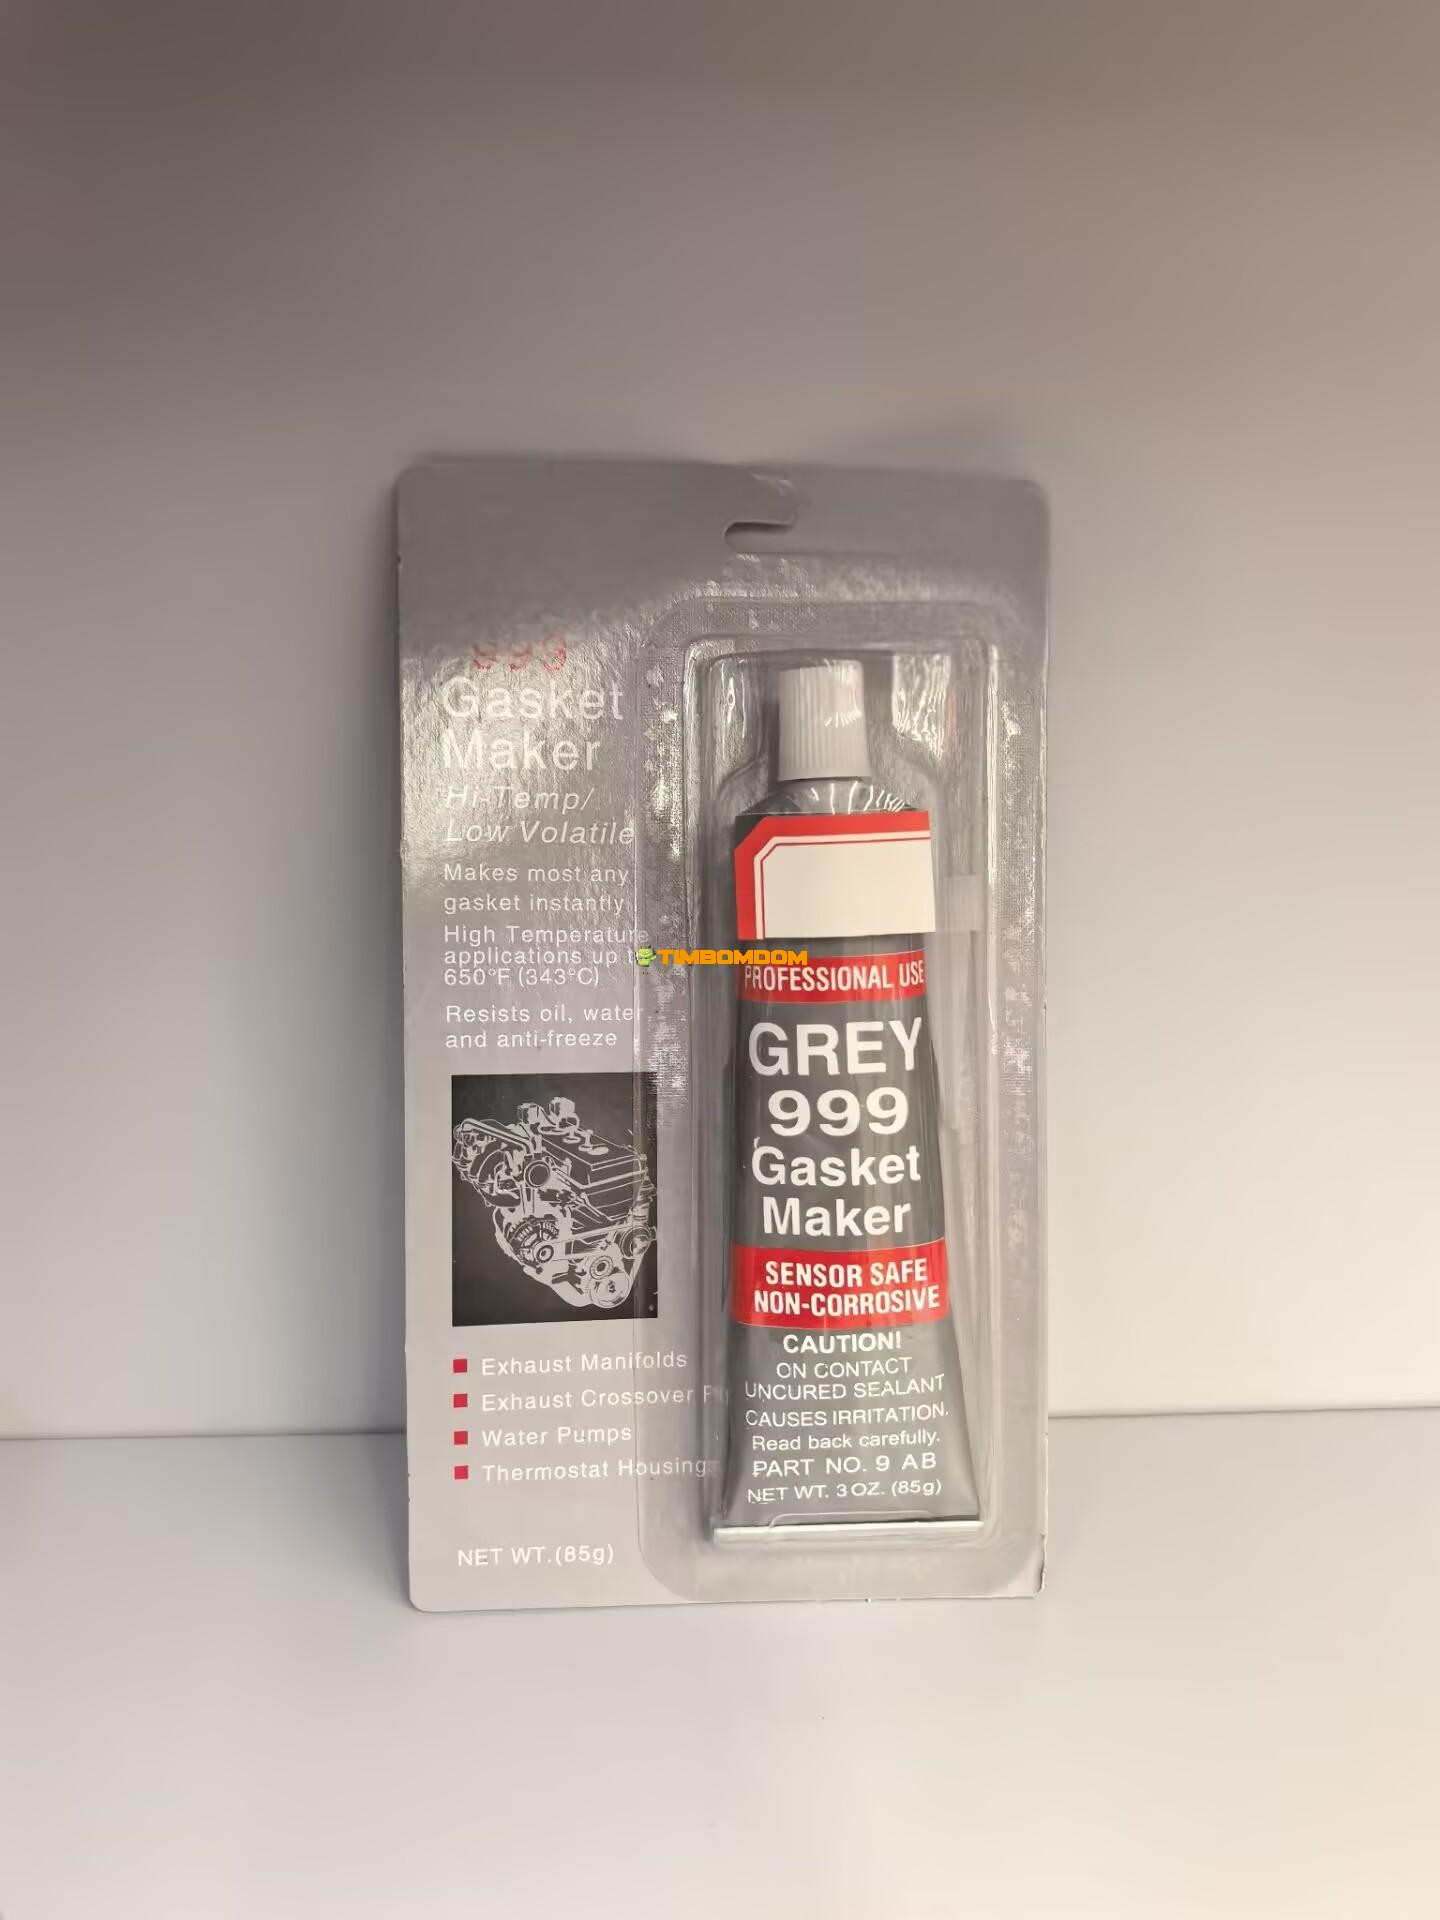 999
Gasket
Maker
Hi-Temp/
Low Volatile
Makes most any
gasket instantly
High Temperature
applications up
650°F (343°C)
Resists oil, water
and anti-freeze
Exhaust Manifolds
Exhaust Crossover
Water Pumps
Thermostat Housing
NET WT.(85g)
TIMBOMDOM
PROFESSIONAL USE
GREY
999
Gasket
Maker
SENSOR SAFE
NON-CORROSIVE
CAUTION!
ON CONTACT
UNCURED SEALANT
CAUSES IRRITATION.
Read back carefully.
PART NO. 9 AB
NET WT. 3 OZ. (85g)